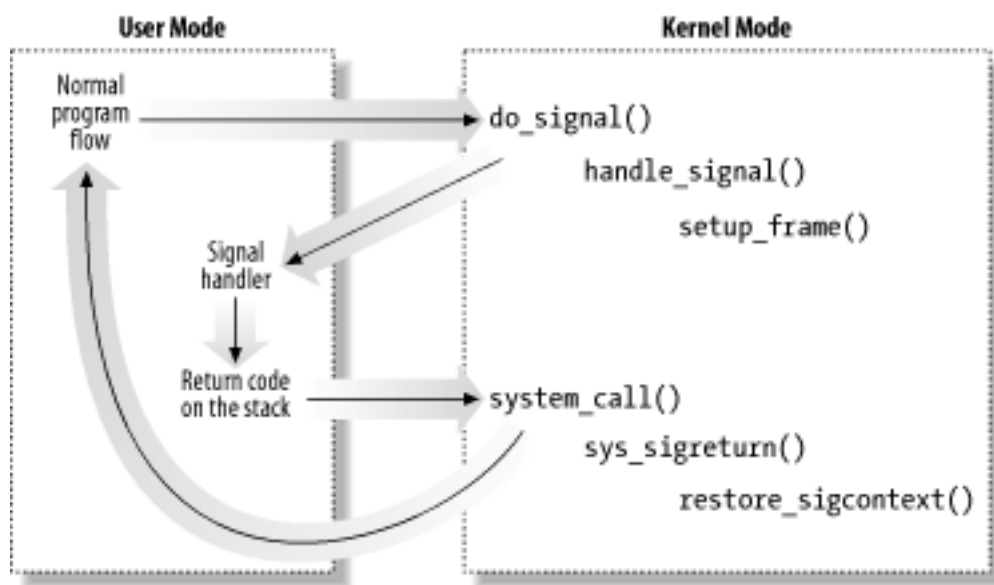 User Mode
Kernel Mode
Normal
program
flow
do_signal()
handle_signal()
setup_frame()
Signal
handler
Return code
on the stack
system_call()
sys_sigreturn()
restore_sigcontext()